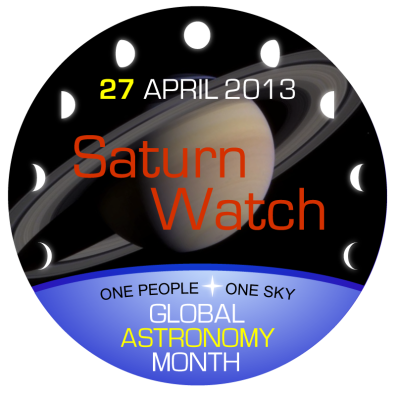 27 APRIL 2013
Saturn
Watch
ONE PEOPLE ONE SKY
GLOBAL
ASTRONOMY
MONTH